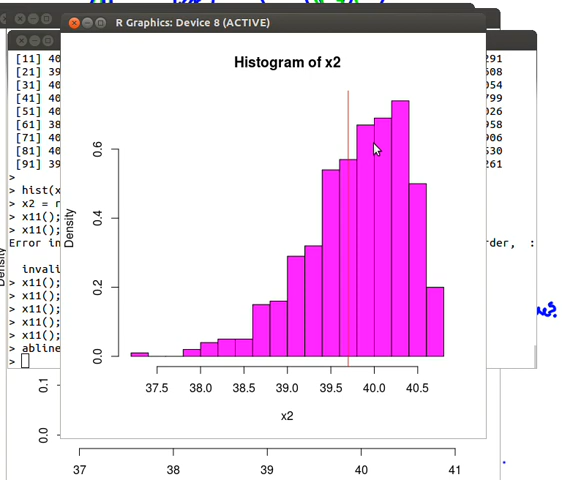 R Graphics: Device 8 (ACTIVE)
Histogram of x2
[11] 40
291
[21] 39
608
[31] 40
054
[41] 40
799
[51] 40
026
[61] 38
958
[71] 40
906
[81] 40
530
[91] 39
261
>
> hist(x
> x2 = r
> x11();
> x11();
Error in
rder, :
invali
> x11();
> x11();
> x11();
> x11();
> x11();
> abline
>
Density
0.6
0.4
0.2
0.0
37.5 38.0 38.5 39.0 39.5 40.0 40.5
x2
Density
0.1
0.0
37 38 39 40 41